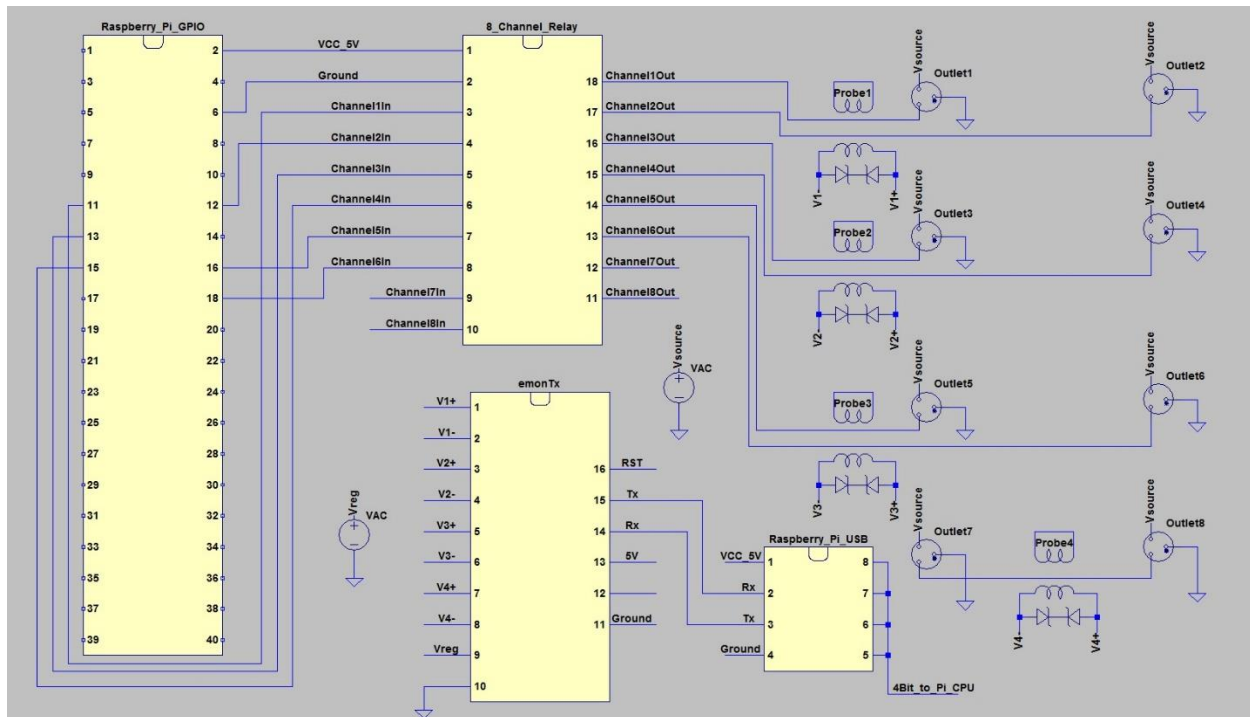 Raspberry_Pi_GPIO
1 2
3 4
5 6
7 8
9 10
11 12
13 14
15 16
17 18
19 20
21 22
23 24
25 26
27 28
29 30
31 32
33 34
35 36
37 38
39 40
VCC_5V
Ground
Channel1In
Channel2In
Channel3In
Channel4In
Channel5In
Channel6In
Channel7In
Channel8In
8_Channel_Relay
1
2 18
3 17
4 16
5 15
6 14
7 13
8 12
9 11
10
Channel1Out
Channel2Out
Channel3Out
Channel4Out
Channel5Out
Channel6Out
Channel7Out
Channel8Out
Vsource
Outlet1
Probe1
V1-
V1+
Vsource
Outlet2
Vsource
Outlet3
Probe2
V2-
V2+
Vsource
Outlet4
Vsource
Outlet5
Probe3
V3-
V3+
Vsource
Outlet6
Vsource
Outlet7
Probe4
V4-
V4+
Vsource
Outlet8
Vsource
VAC
Vreg
VAC
emonTx
V1+ 1
V1- 2
V2+ 3 16 RST
V2- 4 15 Tx
V3+ 5 14 Rx
V3- 6 13 5V
V4+ 7 12
V4- 8 11 Ground
Vreg 9
10
Raspberry_Pi_USB
VCC_5V 1 8
Rx 2 7
Tx 3 6
Ground 4 5
4Bit_to_Pi_CPU